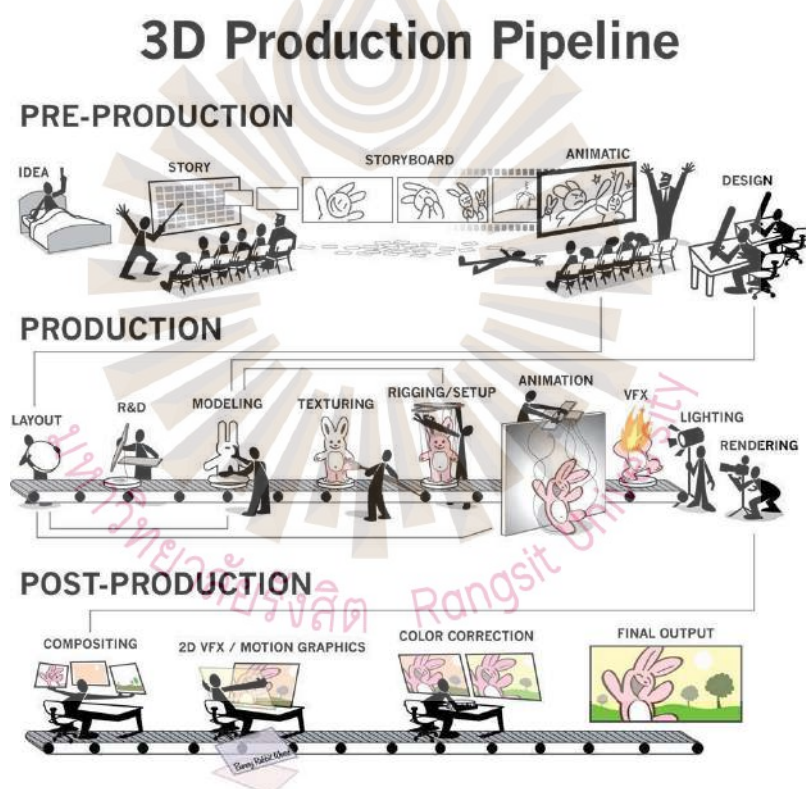 3D Production Pipeline
PRE-PRODUCTION
IDEA
STORY
STORYBOARD
ANIMATIC
DESIGN
PRODUCTION
LAYOUT
R&D
MODELING
TEXTURING
RIGGING/SETUP
ANIMATION
VFX
LIGHTING
RENDERING
มหาวิทยาลัยรังสิต Rangsit University
POST-PRODUCTION
COMPOSITING
2D VFX / MOTION GRAPHICS
COLOR CORRECTION
FINAL OUTPUT